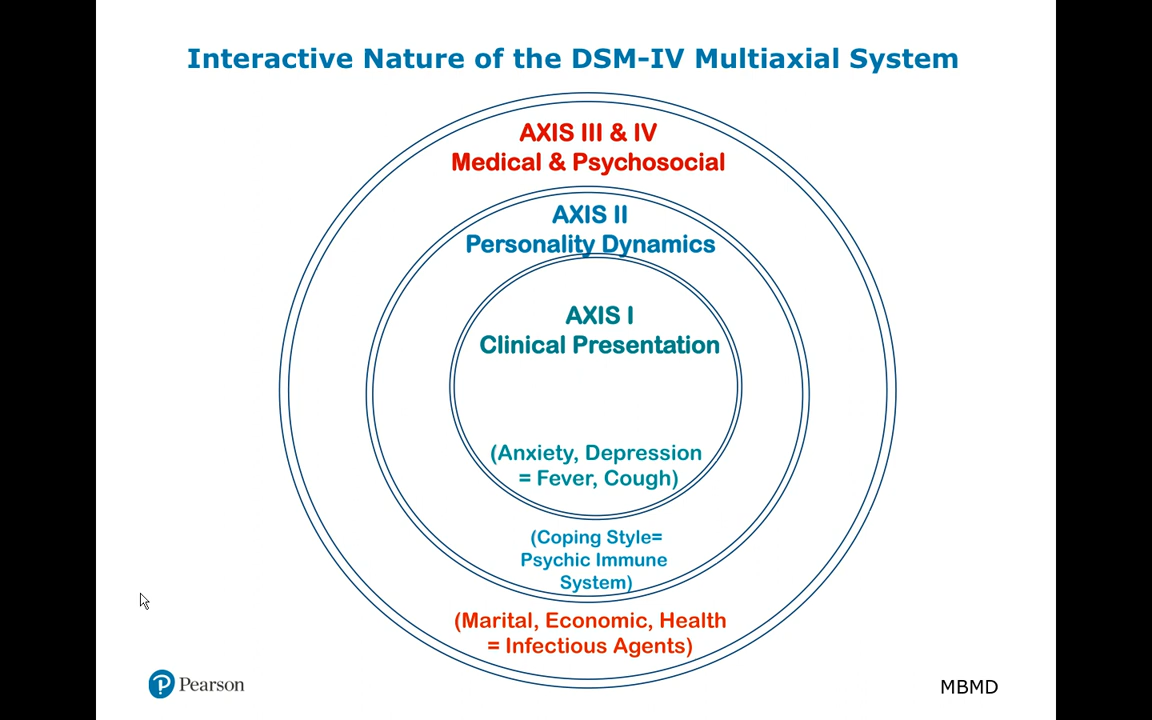 Interactive Nature of the DSM-IV Multiaxial System
AXIS III & IV
Medical & Psychosocial
AXIS II
Personality Dynamics
AXIS I
Clinical Presentation
(Anxiety, Depression
= Fever, Cough)
(Coping Style=
Psychic Immune
System)
(Marital, Economic, Health
= Infectious Agents)
Pearson
MBMD